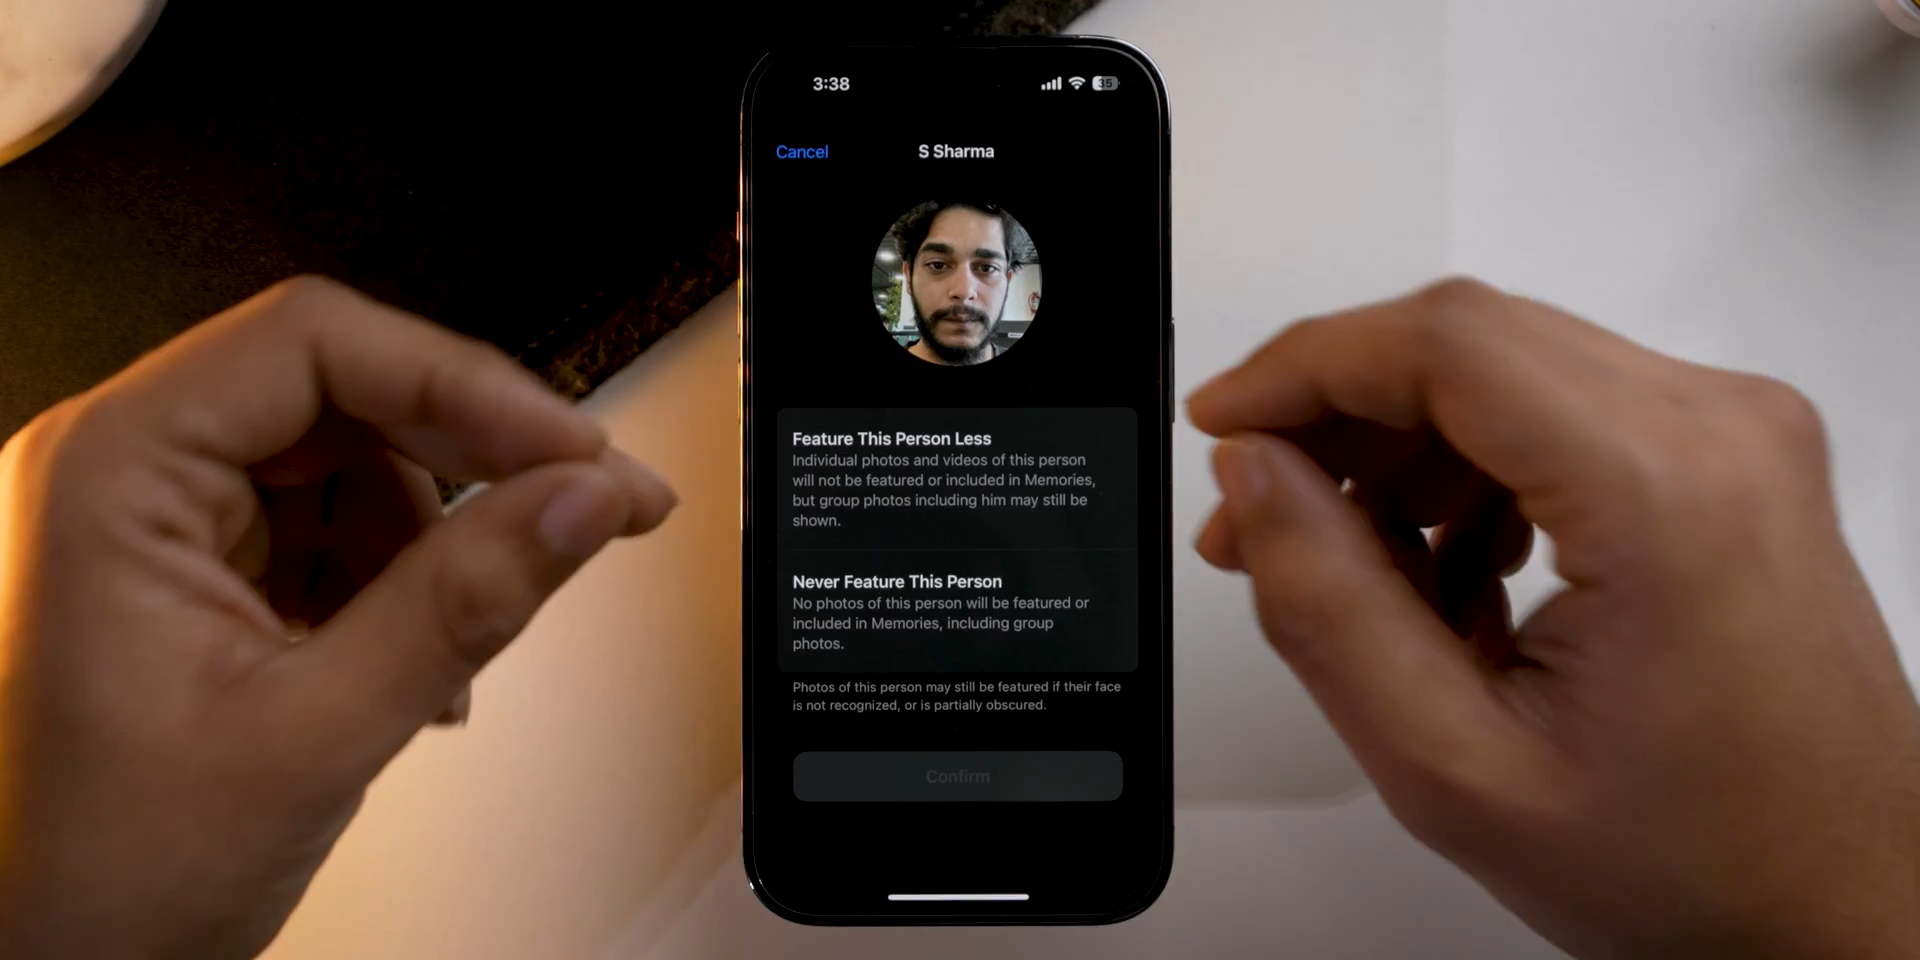 3:38
35
Cancel
S Sharma
Feature This Person Less
Individual photos and videos of this person
will not be featured or included in Memories,
but group photos including him may still be
shown.
Never Feature This Person
No photos of this person will be featured or
included in Memories, including group
photos.
Photos of this person may still be featured if their face
is not recognized, or is partially obscured.
Confirm